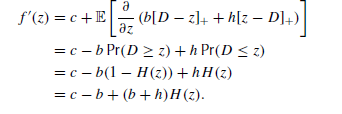 f′(z) = c + 𝔼[∂/∂z (b[D − z]₊ + h[z − D]₊)]
= c − b Pr(D ≥ z) + h Pr(D ≤ z)
= c − b(1 − H(z)) + hH(z)
= c − b + (b + h)H(z).